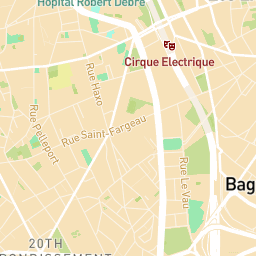 Hôpital Robert Debré
Cirque Electrique
Rue Haxo
Rue Pelleport
Rue Saint-Fargeau
Rue Le Vau
Bag
20TH